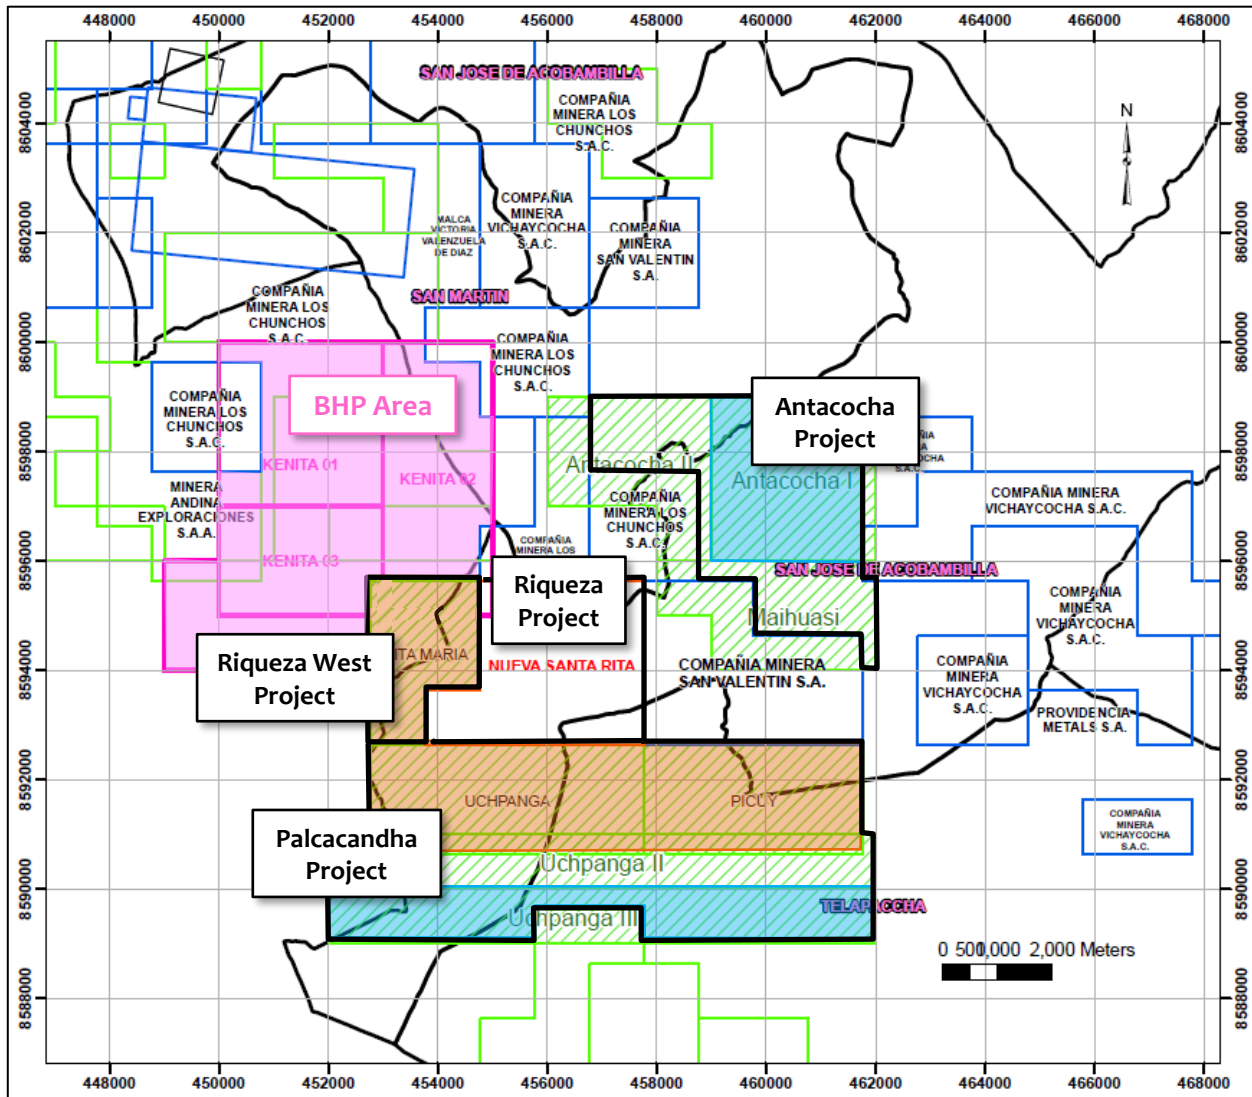 448000 450000 452000 454000 456000 458000 460000 462000 464000 466000 468000
8604000
8602000
8600000
8598000
8596000
8594000
8592000
8590000
8588000
SAN JOSE DE ACOBAMBILLA
COMPAÑIA
MINERA LOS
CHUNCHOS
S.A.C.
N
COMPAÑIA
MINERA
VICHAYCOCHA
S.A.C.
MALCA
VICTORIA
VALENZUELA
DE DIAZ
COMPAÑIA
MINERA
SAN VALENTIN
S.A.
COMPAÑIA
MINERA LOS
CHUNCHOS
S.A.C.
SAN MARTIN
COMPAÑIA
MINERA LOS
CHUNCHOS
S.A.C.
COMPAÑIA
MINERA LOS
CHUNCHOS
S.A.C.
BHP Area
Antacocha
Project
KENITA 01
KENITA 02
Antacocha II
Antacocha I
S.A.C.
MINERA
ANDINA
EXPLORACIONES
S.A.A.
COMPAÑIA
MINERA LOS
CHUNCHOS
S.A.C.
COMPAÑIA MINERA
VICHAYCOCHA S.A.C.
COMPAÑIA
MINERA LOS
KENITA 03
SAN JOSE DE ACOBAMBILLA
Riqueza
Project
Maihuasi
COMPAÑIA
MINERA
VICHAYCOCHA
S.A.C.
Riqueza West
Project
MARIA
NUEVA SANTA RITA
COMPAÑIA MINERA
SAN VALENTIN S.A.
COMPAÑIA
MINERA
VICHAYCOCHA
S.A.C.
PROVIDENCIA
METALS S.A.
UCHPANGA
PICUY
COMPAÑIA
MINERA
VICHAYCOCHA
S.A.C.
Palcacandha
Project
Uchpanga II
Uchpanga III
TELAPACCHA
0 500 1,000 2,000 Meters
448000 450000 452000 454000 456000 458000 460000 462000 464000 466000 468000
8604000
8602000
8600000
8598000
8596000
8594000
8592000
8590000
8588000